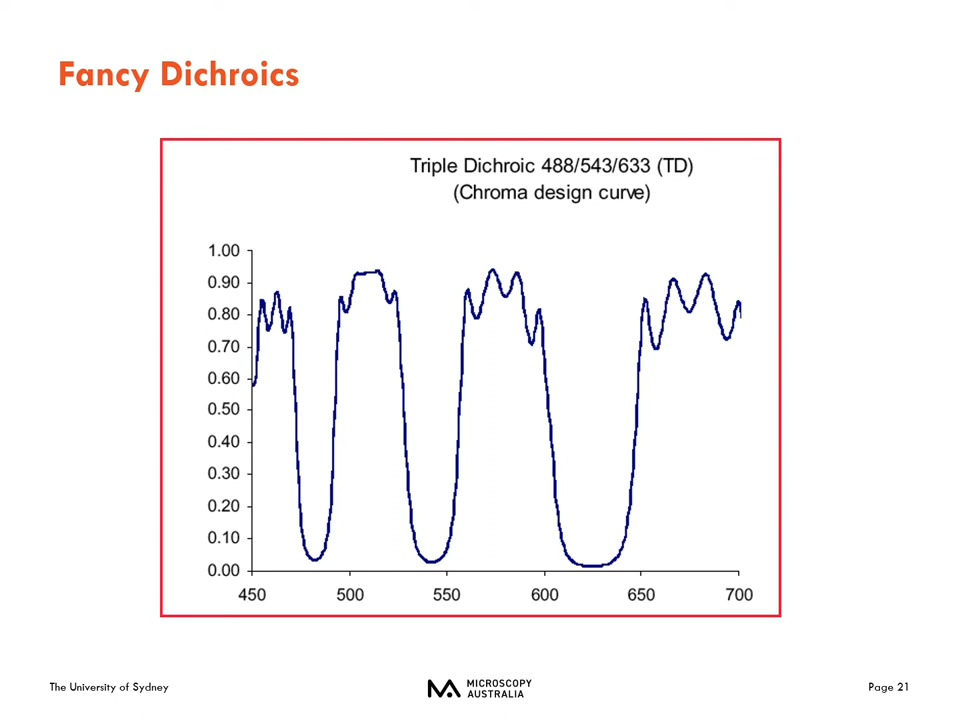 Fancy Dichroics
Triple Dichroic 488/543/633 (TD)
(Chroma design curve)
1.00
0.90
0.80
0.70
0.60
0.50
0.40
0.30
0.20
0.10
0.00
450 500 550 600 650 700
The University of Sydney
MICROSCOPY
AUSTRALIA
Page 21